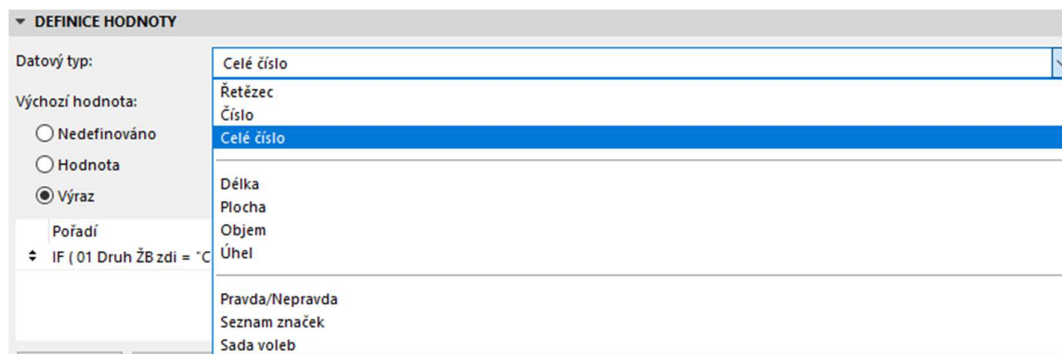 DEFINICE HODNOTY
Datový typ:
Celé číslo
Řetězec
Číslo
Celé číslo
Délka
Plocha
Objem
Úhel
Pravda/Nepravda
Seznam značek
Sada voleb
Výchozí hodnota:
Nedefinováno
Hodnota
Výraz
Pořadí
IF ( 01 Druh ŽB zdi = "C